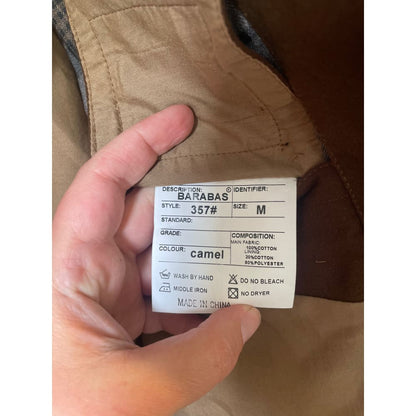 DESCRIPTION: © IDENTIFIER:
BARABAS
STYLE: 357# SIZE: M
STANDARD:
GRADE:
COMPOSITION:
MAIN FABRIC:
100%COTTON
LINING:
20%COTTON
80%POLYESTER
COLOUR: camel
WASH BY HAND DO NO BLEACH
MIDDLE IRON NO DRYER
MADE IN CHINA